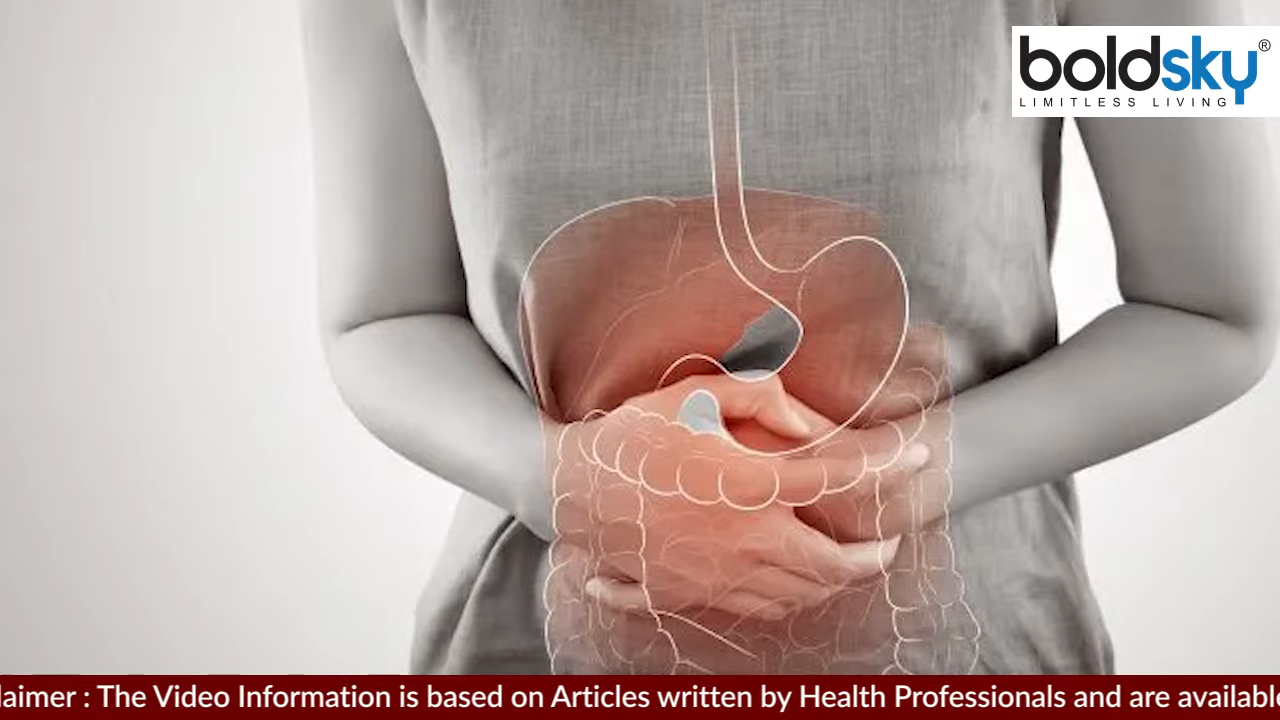 boldsky®
LIMITLESS LIVING
laimer : The Video Information is based on Articles written by Health Professionals and are available